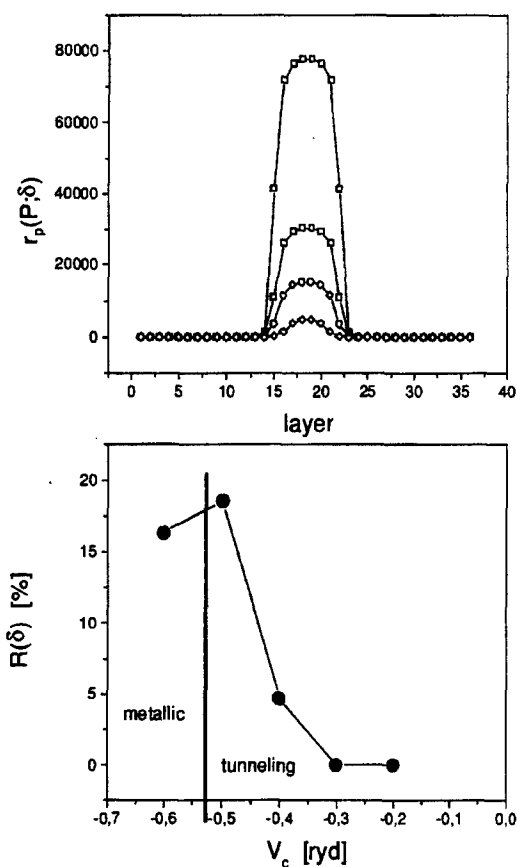 80000
60000
40000
20000
0
r_p(P;δ)
0 5 10 15 20 25 30 35 40
layer
20
15
10
5
0
R(δ) [%]
metallic
tunneling
-0,7 -0,6 -0,5 -0,4 -0,3 -0,2 -0,1 0,0
V_c [ryd]